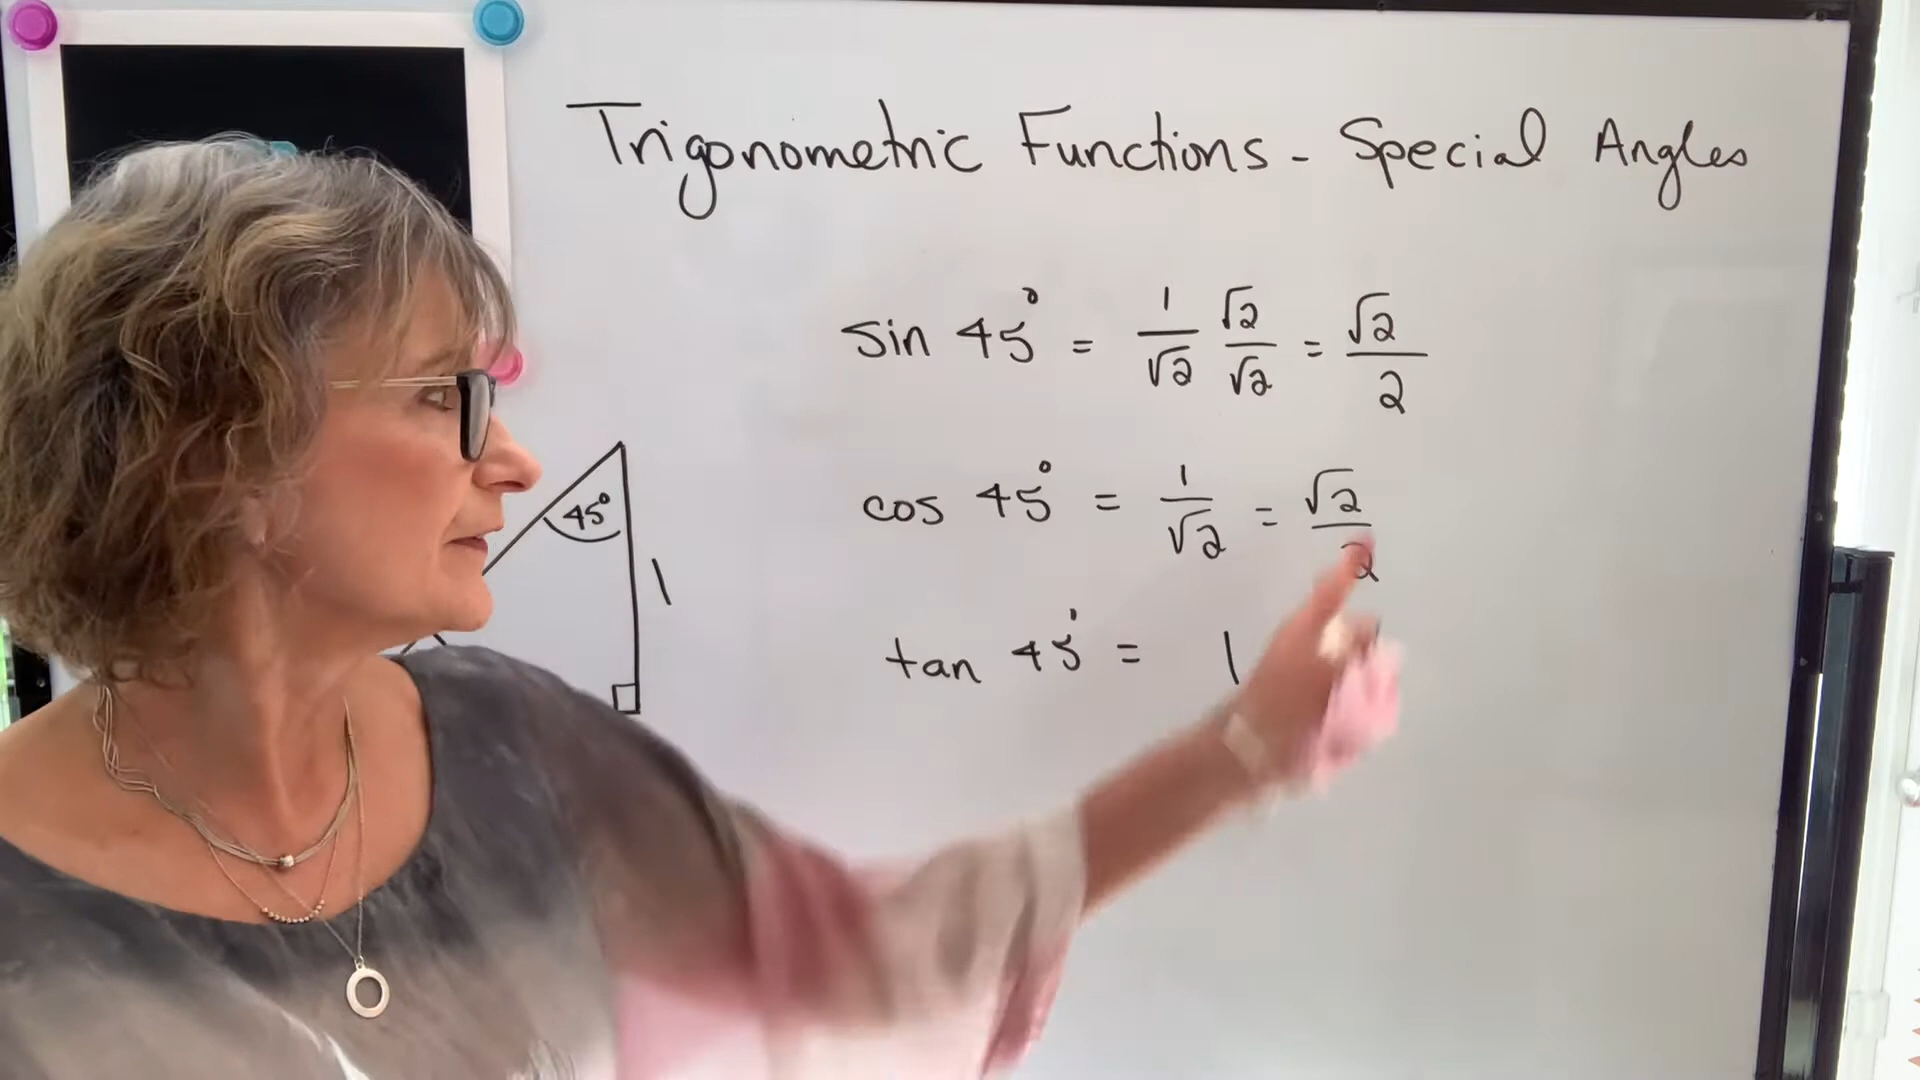 Trigonometric Functions - Special Angles
sin 45° = 1/√2 √2/√2 = √2/2
45°
1
cos 45° = 1/√2 = √2/2
tan 45° = 1